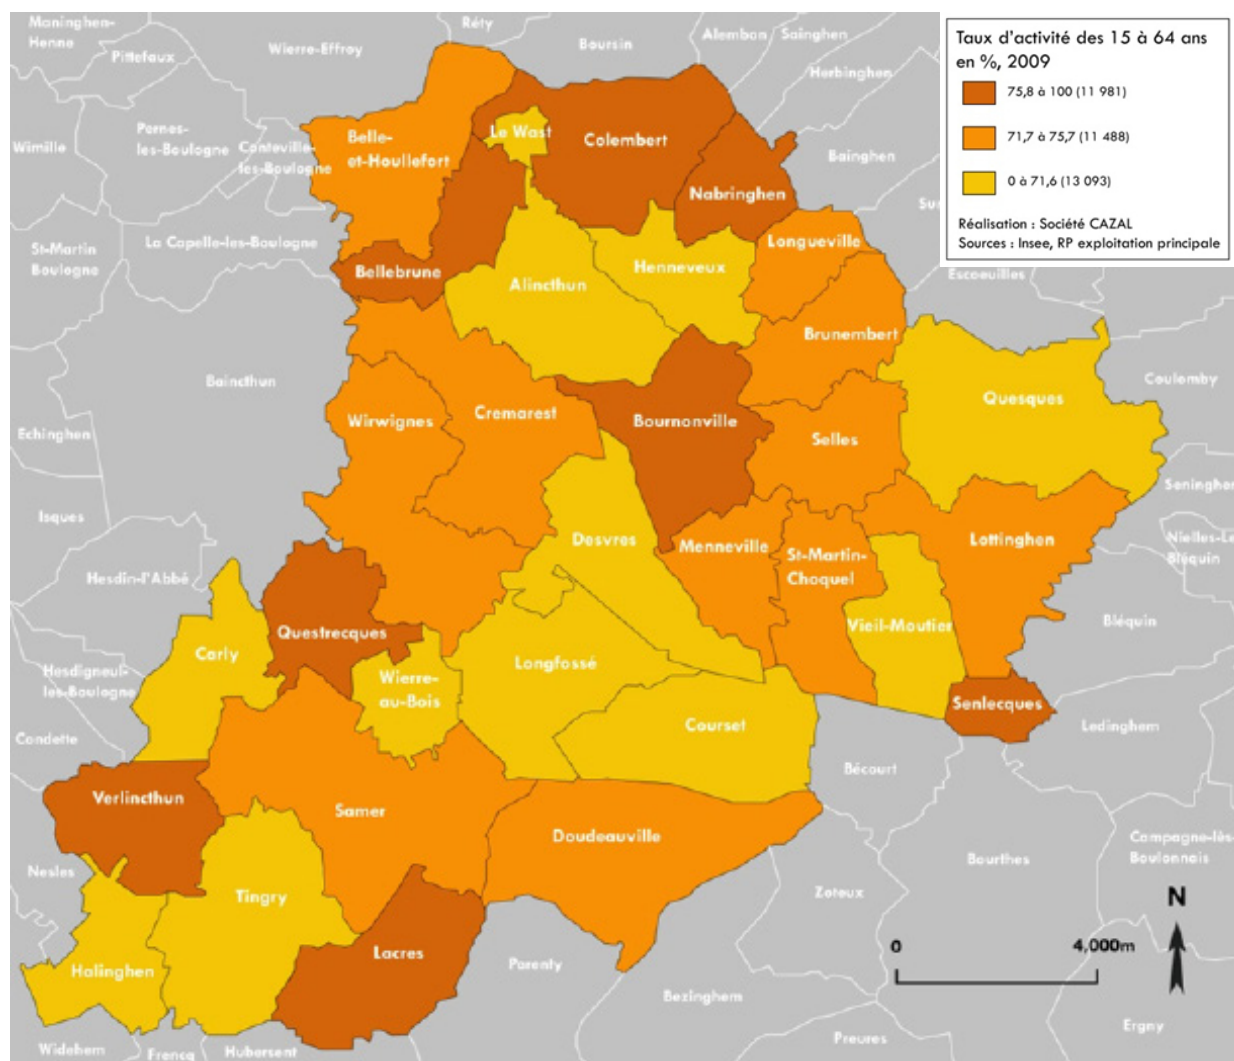 Maninghen-
Henne
Pittefaux
Wierre-Effroy
Réty
Boursin
Alembon
Sainghen
Herbinghen
Taux d'activité des 15 à 64 ans
en %, 2009
75,8 à 100 (11 981)
71,7 à 75,7 (11 488)
0 à 71,6 (13 093)
Réalisation : Société CAZAL
Sources : Insee, RP exploitation principale
Wimille
Pernes-
les-Boulogne
Conteville-
les-Boulogne
Belle-
et-Houllefort
Le Wast
Colembert
Bainghen
Nabringhen
St-Martin
Boulogne
La Capelle-les-Boulogne
Longueville
Bellebrune
Alincthun
Henneveux
Escoeuilles
Brunembert
Baincthun
Coulemby
Quesques
Echinghen
Wirwignes
Cremarest
Bournonville
Selles
Seninghen
Isques
Desvres
Menneville
St-Martin-
Choquel
Lottinghen
Nielles-Le
Bléquin
Hesdin-l'Abbé
Questrecques
Vieil-Moutier
Bléquin
Carly
Hesdigneul-
les-Boulogne
Wierre-
au-Bois
Longfossé
Senlecques
Condette
Courset
Ledinghem
Bécourt
Verlincthun
Samer
Doudeauville
Campagne-lès-
Boulonnais
Nesles
Bourthes
Tingry
Zoteux
N
Lacres
0
4,000m
Halinghen
Parenty
Bezinghem
Ergny
Widehem
Frencq
Hubersent
Preures